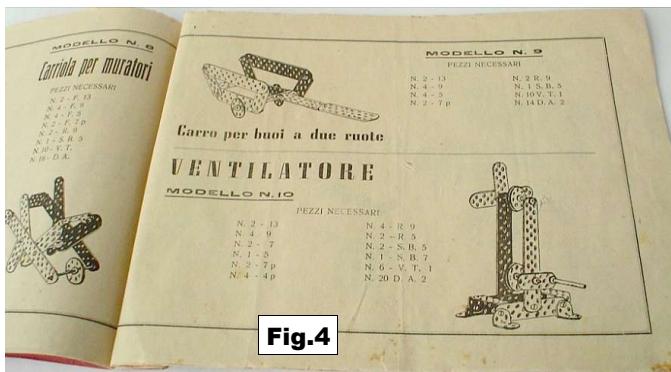 MODELLO N. 8
Carriola per muratori
PEZZI NECESSARI
N. 2 - F. 13
N. 4 - F. 9
N. 4 - F. 5
N. 2 - F. 7 p
N. 2 - R. 9
N. 1 - S. B. 5
N. 10 - V. T.
N. 18 - D. A.
MODELLO N. 9
PEZZI NECESSARI
N. 2 - 13
N. 4 - 9
N. 4 - 5
N. 2 - 7 p
N. 2 R. 9
N. 1 S. B. 5
N. 10 V. T. 1
N. 14 D. A. 2
Carro per buoi a due ruote
VENTILATORE
MODELLO N. 10
PEZZI NECESSARI
N. 2 - 13
N. 4 - 9
N. 2 - 7
N. 1 - 5
N. 2 - 7p
N. 4 - 4p
N. 4 - R. 9
N. 2 - R. 5
N. 2 - S. B. 5
N. 1 - S. B. 7
N. 6 - V. T. 1
N. 20 D. A. 2
Fig.4